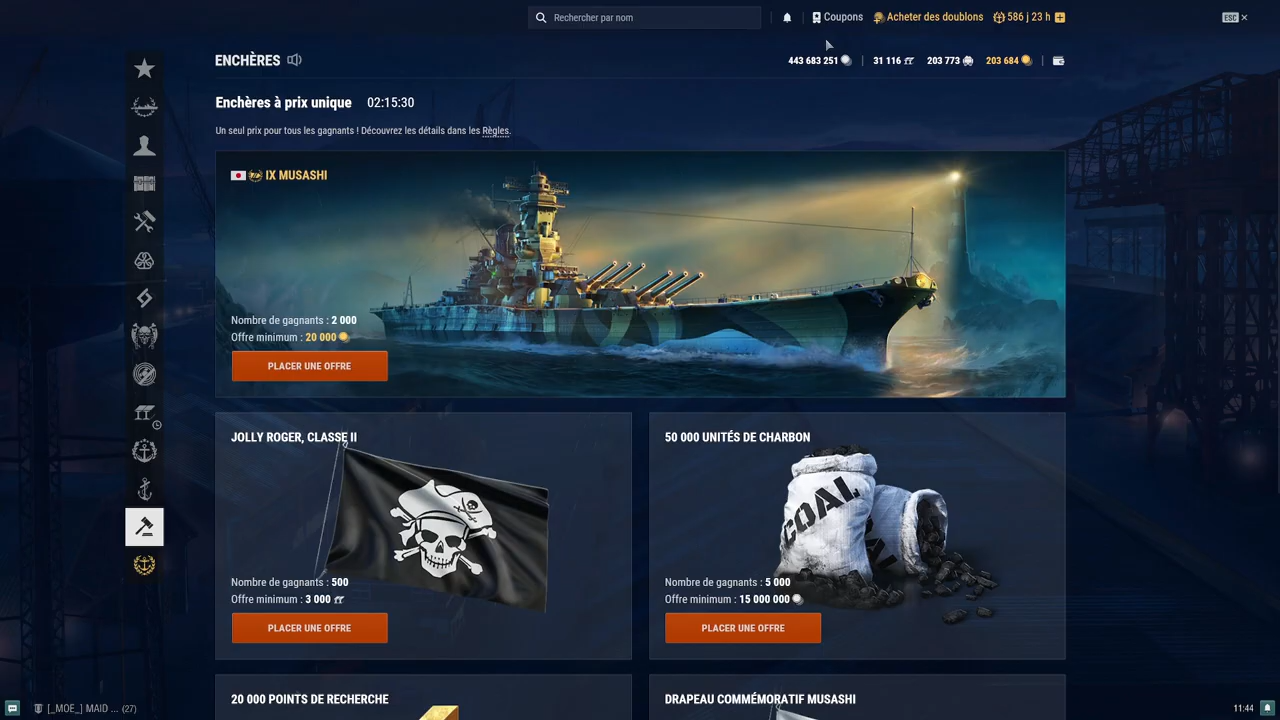 Rechercher par nom
Coupons
Acheter des doublons
586 j 23 h
ESC
ENCHÈRES
443 683 251
31 116
203 773
203 684
Enchères à prix unique 02:15:30
Un seul prix pour tous les gagnants ! Découvrez les détails dans les Règles.
IX MUSASHI
Nombre de gagnants : 2 000
Offre minimum : 20 000
PLACER UNE OFFRE
JOLLY ROGER, CLASSE II
Nombre de gagnants : 500
Offre minimum : 3 000
PLACER UNE OFFRE
50 000 UNITÉS DE CHARBON
COAL
Nombre de gagnants : 5 000
Offre minimum : 15 000 000
PLACER UNE OFFRE
20 000 POINTS DE RECHERCHE
DRAPEAU COMMÉMORATIF MUSASHI
[_MOE_] MAID ... (27)
11:44